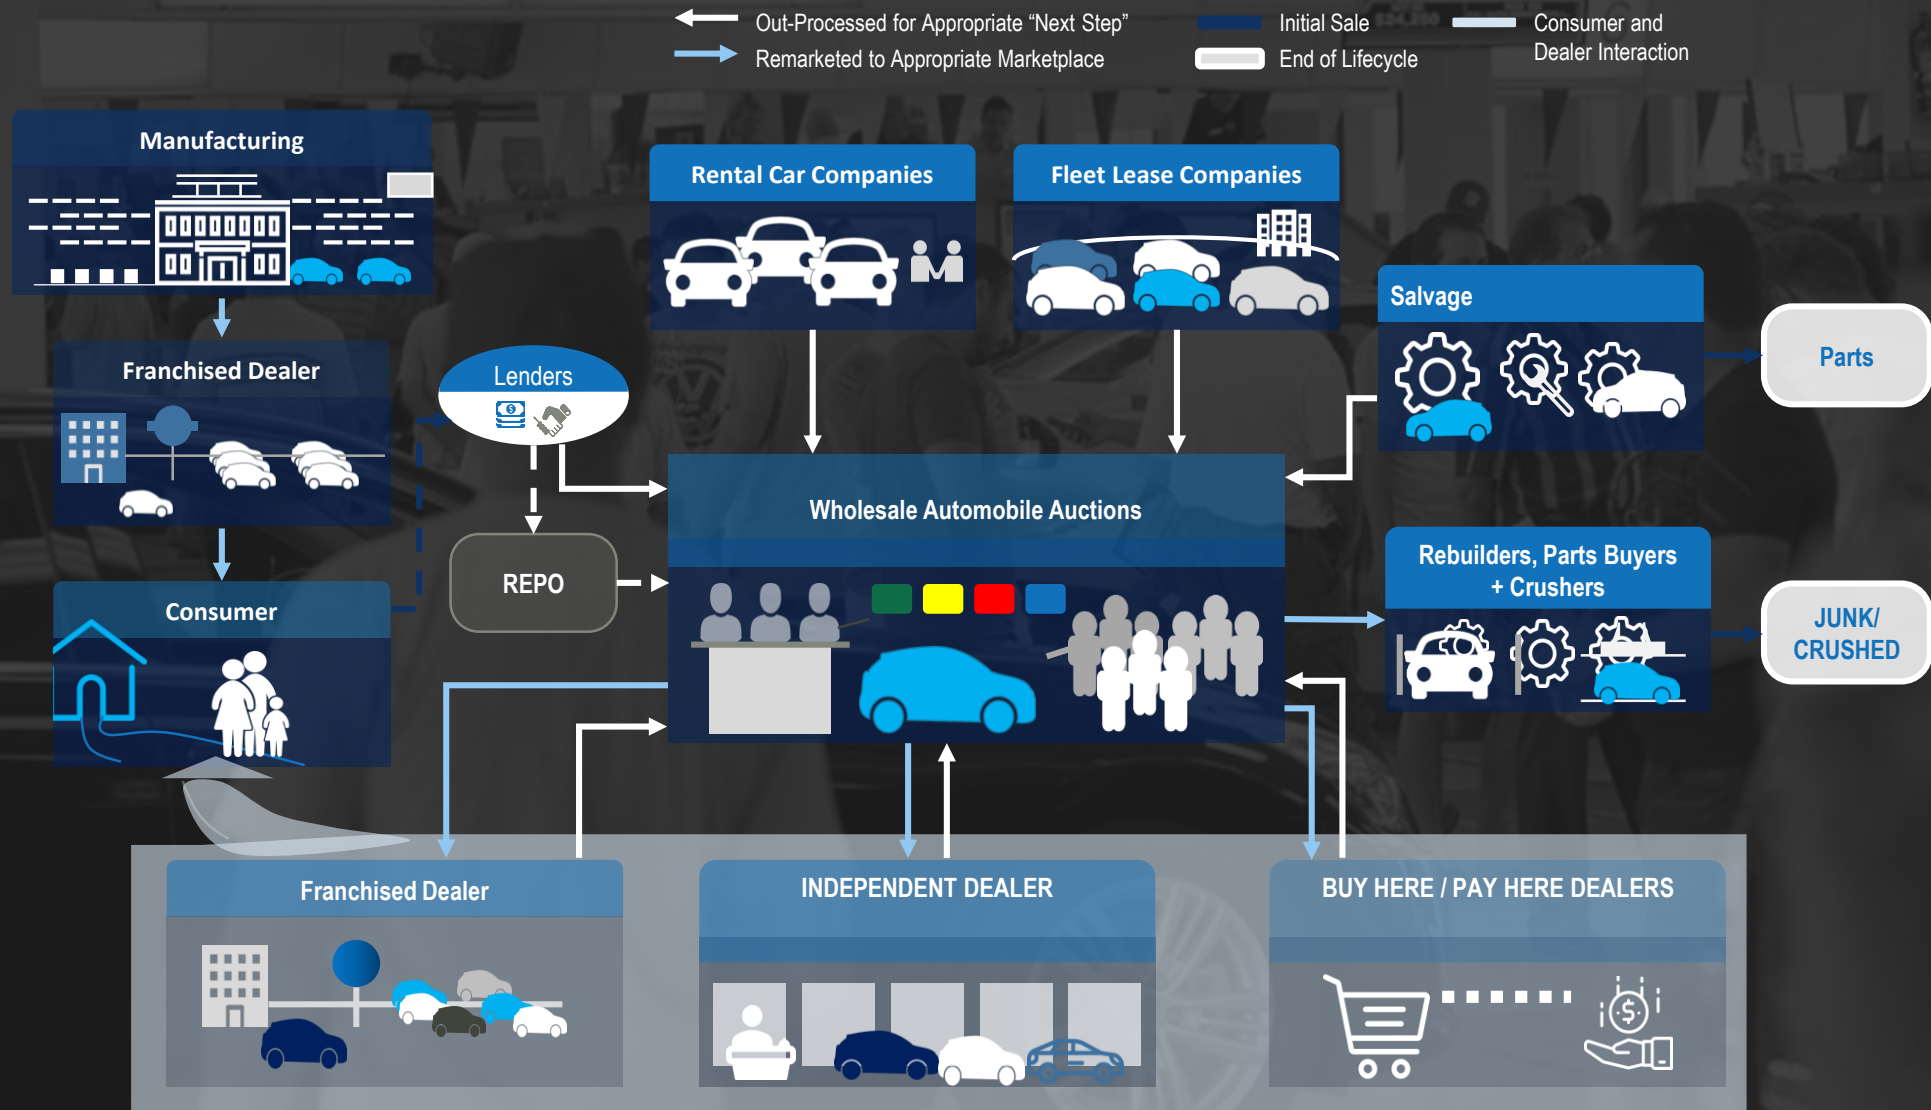 Out-Processed for Appropriate “Next Step”
Remarketed to Appropriate Marketplace
Initial Sale
End of Lifecycle
Consumer and
Dealer Interaction
Manufacturing
Rental Car Companies
Fleet Lease Companies
Salvage
Parts
Franchised Dealer
Lenders
Wholesale Automobile Auctions
REPO
Rebuilders, Parts Buyers
+ Crushers
Consumer
JUNK/
CRUSHED
Franchised Dealer
INDEPENDENT DEALER
BUY HERE / PAY HERE DEALERS